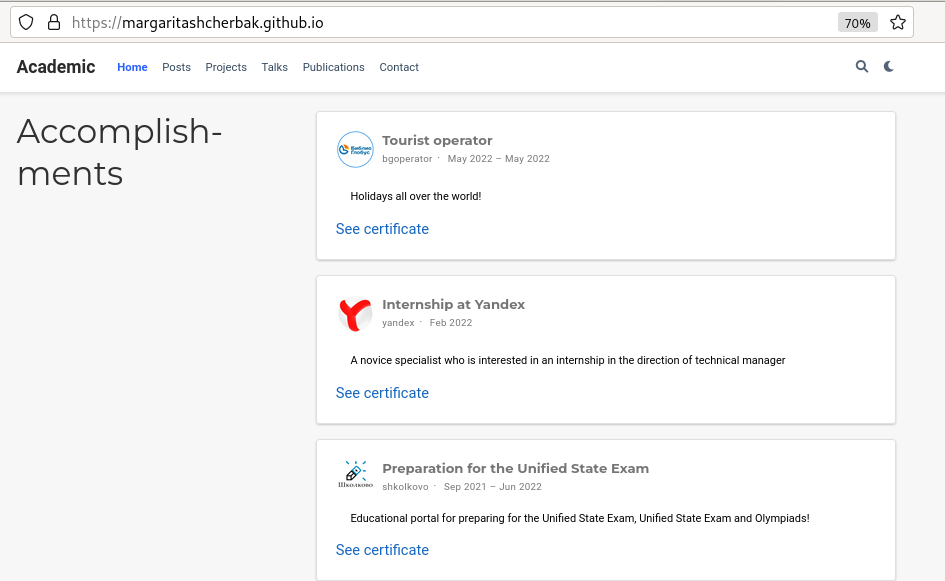 https://margaritashcherbak.github.io
70%
Academic
Home Posts Projects Talks Publications Contact
Accomplish-
ments
Библио
Глобус
Tourist operator
bgoperator · May 2022 – May 2022
Holidays all over the world!
See certificate
Internship at Yandex
yandex · Feb 2022
A novice specialist who is interested in an internship in the direction of technical manager
See certificate
Школково
Preparation for the Unified State Exam
shkolkovo · Sep 2021 – Jun 2022
Educational portal for preparing for the Unified State Exam, Unified State Exam and Olympiads!
See certificate